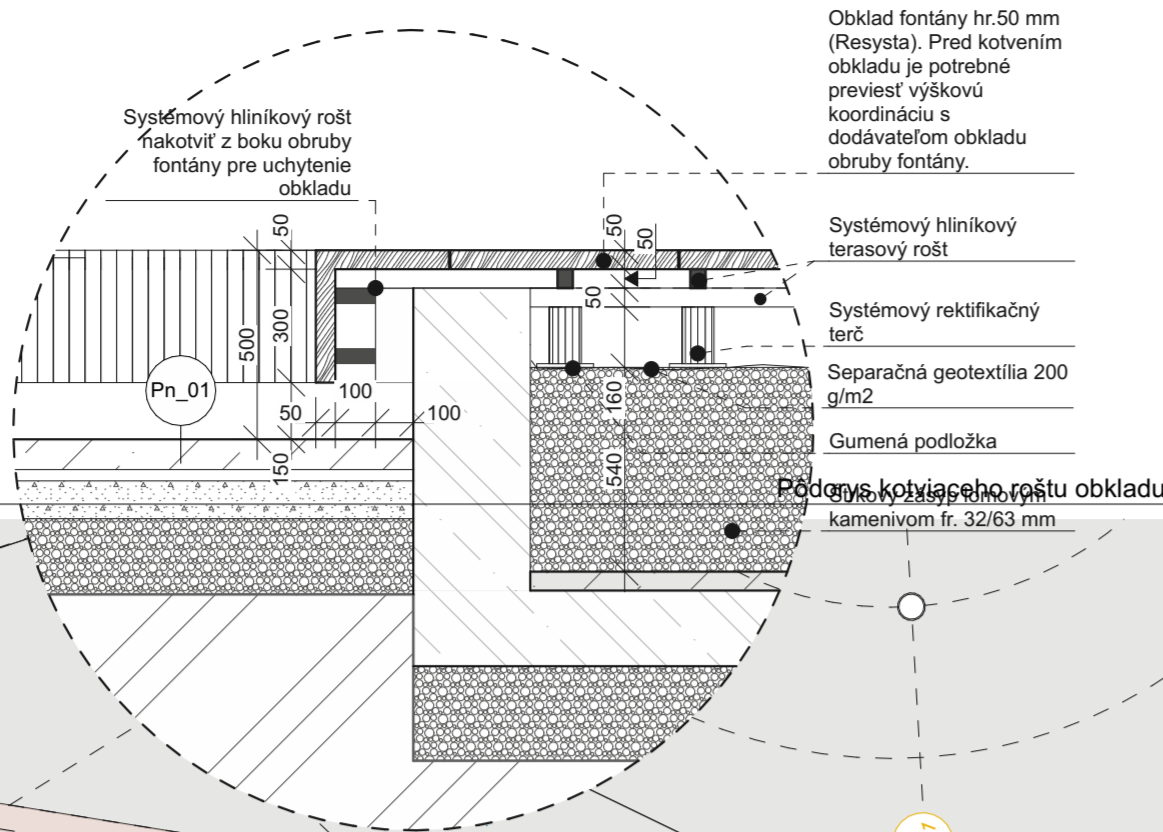 Obklad fontány hr.50 mm
(Resysta). Pred kotvením
obkladu je potrebné
previesť výškovú
koordináciu s
dodávateľom obkladu
obruby fontány.
Systémový hliníkový rošt
nakotviť z boku obruby
fontány pre uchytenie
obkladu
Systémový hliníkový
terasový rošt
Systémový rektifikačný
terč
Separačná geotextília 200
g/m2
Gumená podložka
Pôdorys kotviaceho roštu obkladu
Štrkový zásyp lomovým
kamenivom fr. 32/63 mm
50
50
50
50
500
300
Pn_01
100
50
100
150
160
540